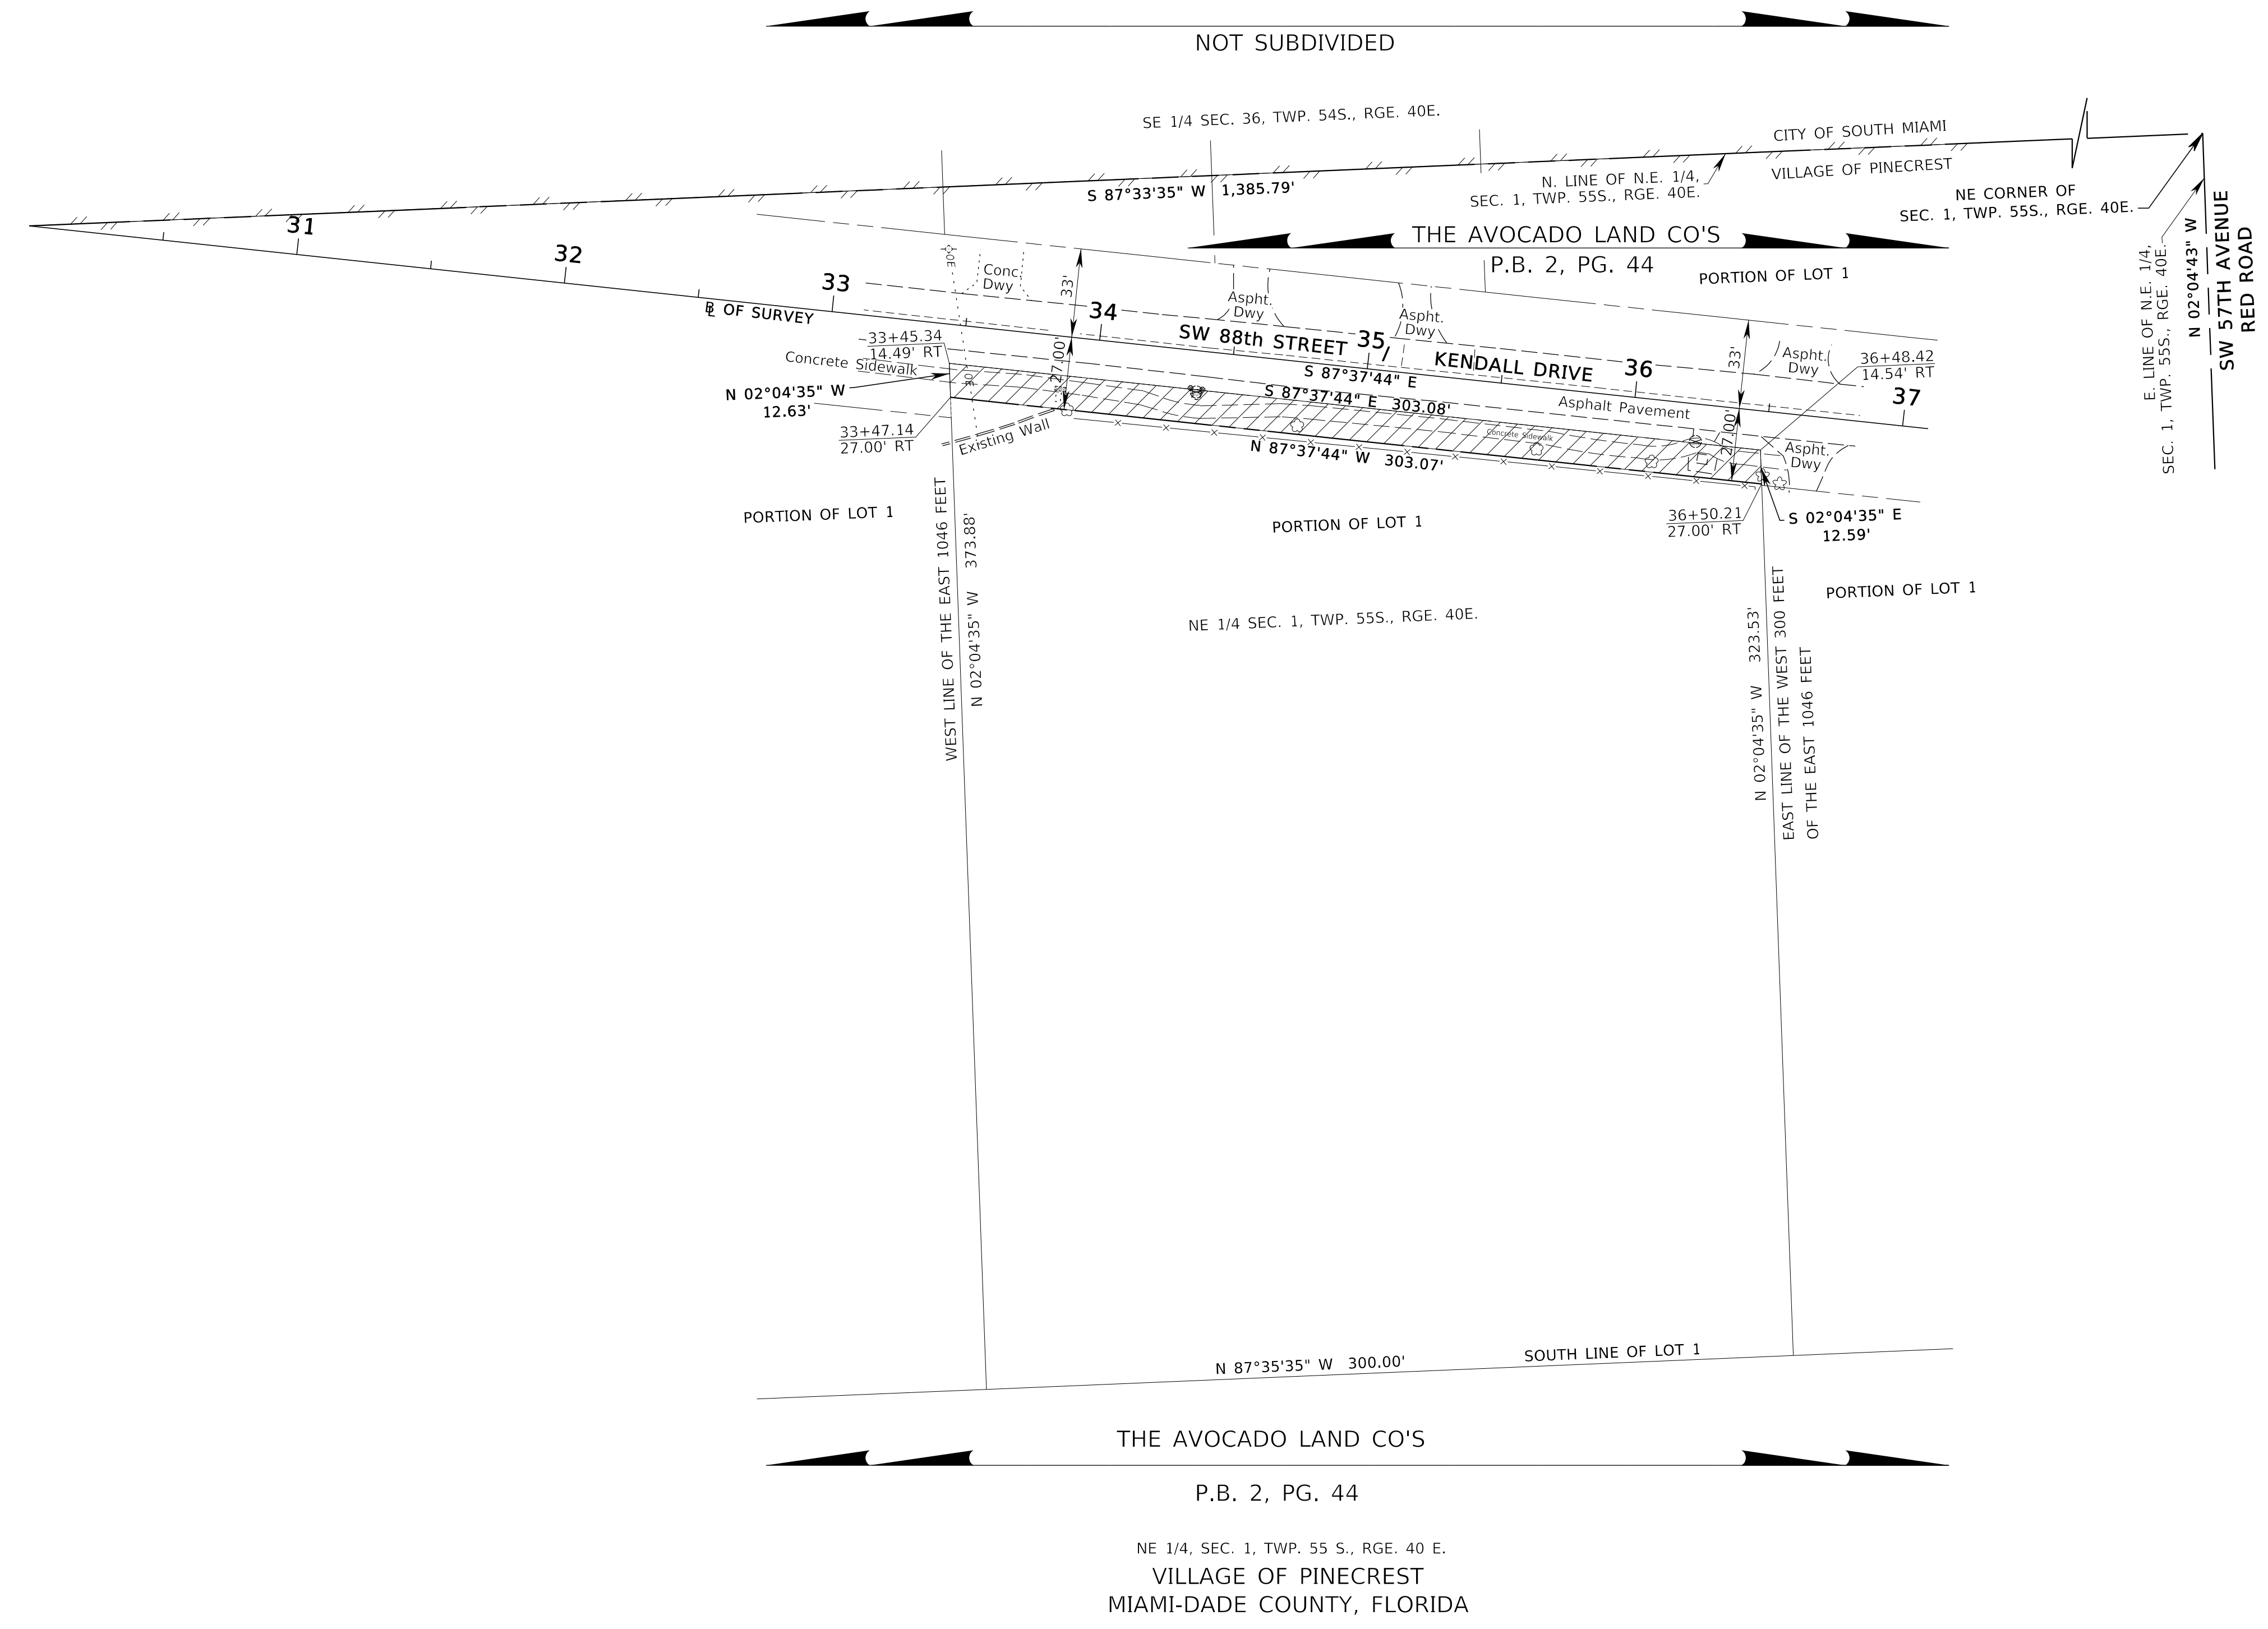 NOT SUBDIVIDED
SE 1/4 SEC. 36, TWP. 54S., RGE. 40E.
CITY OF SOUTH MIAMI
VILLAGE OF PINECREST
S 87°33'35" W 1,385.79'
N. LINE OF N.E. 1/4,
SEC. 1, TWP. 55S., RGE. 40E.
NE CORNER OF
SEC. 1, TWP. 55S., RGE. 40E.
E. LINE OF N.E. 1/4,
SEC. 1, TWP. 55S., RGE. 40E.
N 02°04'43" W
SW 57TH AVENUE
RED ROAD
THE AVOCADO LAND CO'S
P.B. 2, PG. 44
PORTION OF LOT 1
31
32
33
34
35
36
37
BL OF SURVEY
OE
Conc.
Dwy
33'
Aspht.
Dwy
Aspht.
Dwy
33'
Aspht.
Dwy
SW 88th STREET / KENDALL DRIVE
33+45.34
14.49' RT
Concrete Sidewalk
N 02°04'35" W
12.63'
33+47.14
27.00' RT
OE
27.00'
Existing Wall
S 87°37'44" E
S 87°37'44" E 303.08'
N 87°37'44" W 303.07'
Asphalt Pavement
Concrete Sidewalk
27.00'
36+48.42
14.54' RT
Aspht.
Dwy
36+50.21
27.00' RT
S 02°04'35" E
12.59'
PORTION OF LOT 1
PORTION OF LOT 1
PORTION OF LOT 1
NE 1/4 SEC. 1, TWP. 55S., RGE. 40E.
WEST LINE OF THE EAST 1046 FEET
N 02°04'35" W 373.88'
N 02°04'35" W 323.53'
EAST LINE OF THE WEST 300 FEET
OF THE EAST 1046 FEET
N 87°35'35" W 300.00'
SOUTH LINE OF LOT 1
THE AVOCADO LAND CO'S
P.B. 2, PG. 44
NE 1/4, SEC. 1, TWP. 55 S., RGE. 40 E.
VILLAGE OF PINECREST
MIAMI-DADE COUNTY, FLORIDA